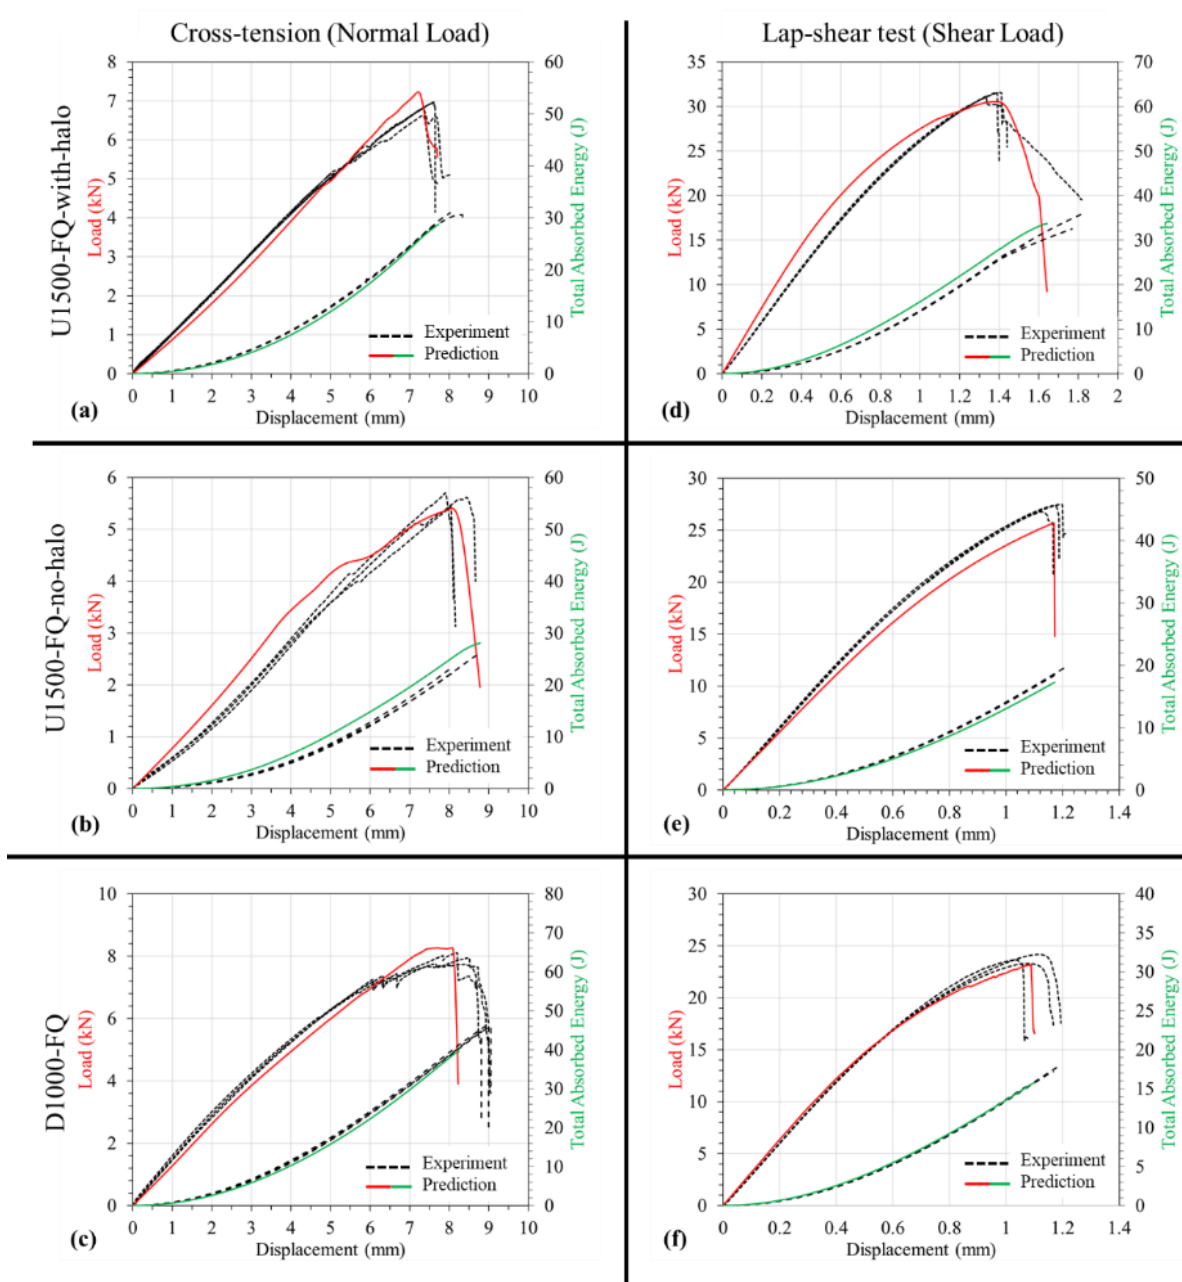 Cross-tension (Normal Load)
Lap-shear test (Shear Load)
U1500-FQ-with-halo
Load (kN)
8
7
6
5
4
3
2
1
0
60
50
40
30
20
10
0
Total Absorbed Energy (J)
Experiment
Prediction
0 1 2 3 4 5 6 7 8 9 10
(a)
Displacement (mm)
Load (kN)
35
30
25
20
15
10
5
0
70
60
50
40
30
20
10
0
Total Absorbed Energy (J)
Experiment
Prediction
0 0.2 0.4 0.6 0.8 1 1.2 1.4 1.6 1.8 2
(d)
Displacement (mm)
U1500-FQ-no-halo
Load (kN)
6
5
4
3
2
1
0
60
50
40
30
20
10
0
Total Absorbed Energy (J)
Experiment
Prediction
0 1 2 3 4 5 6 7 8 9 10
(b)
Displacement (mm)
Load (kN)
30
25
20
15
10
5
0
50
40
30
20
10
0
Total Absorbed Energy (J)
Experiment
Prediction
0 0.2 0.4 0.6 0.8 1 1.2 1.4
(e)
Displacement (mm)
D1000-FQ
Load (kN)
10
8
6
4
2
0
80
70
60
50
40
30
20
10
0
Total Absorbed Energy (J)
Experiment
Prediction
0 1 2 3 4 5 6 7 8 9 10
(c)
Displacement (mm)
Load (kN)
30
25
20
15
10
5
0
40
35
30
25
20
15
10
5
0
Total Absorbed Energy (J)
Experiment
Prediction
0 0.2 0.4 0.6 0.8 1 1.2 1.4
(f)
Displacement (mm)